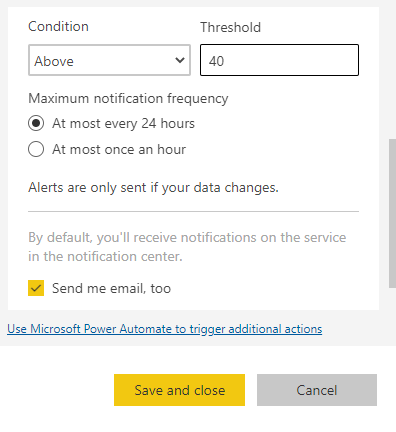 Condition Threshold
Above 40
Maximum notification frequency
At most every 24 hours
At most once an hour
Alerts are only sent if your data changes.
By default, you'll receive notifications on the service
in the notification center.
Send me email, too
Use Microsoft Power Automate to trigger additional actions
Save and close Cancel